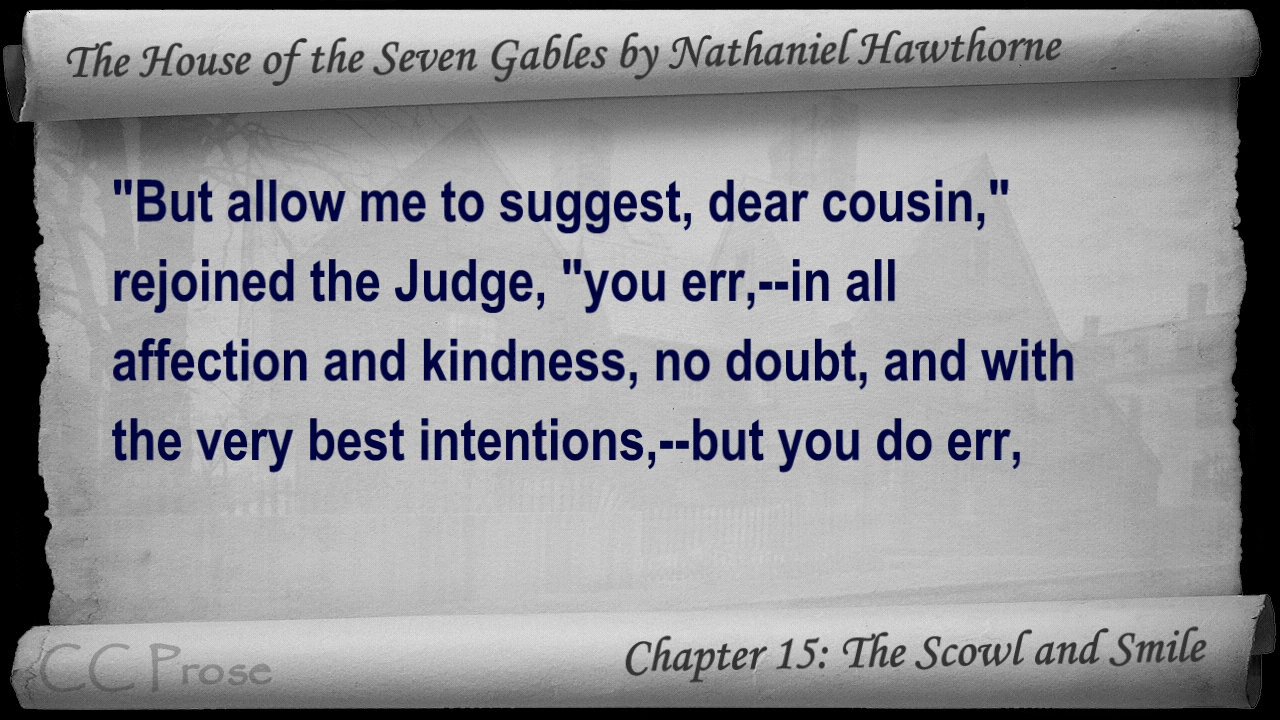 The House of the Seven Gables by Nathaniel Hawthorne
"But allow me to suggest, dear cousin,"
rejoined the Judge, "you err,--in all
affection and kindness, no doubt, and with
the very best intentions,--but you do err,
CC Prose
Chapter 15: The Scowl and Smile